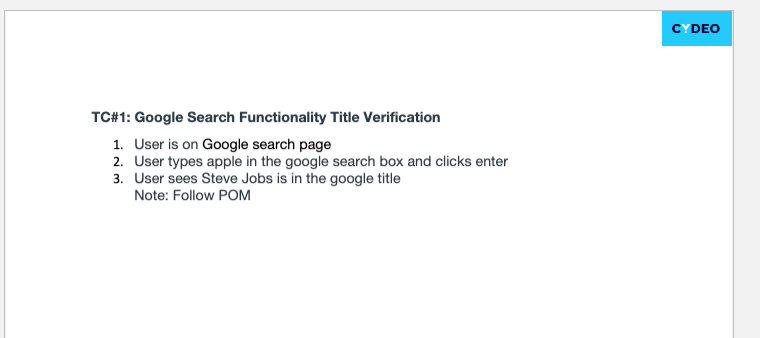 CYDEO
TC#1: Google Search Functionality Title Verification
1. User is on Google search page
2. User types apple in the google search box and clicks enter
3. User sees Steve Jobs is in the google title
Note: Follow POM